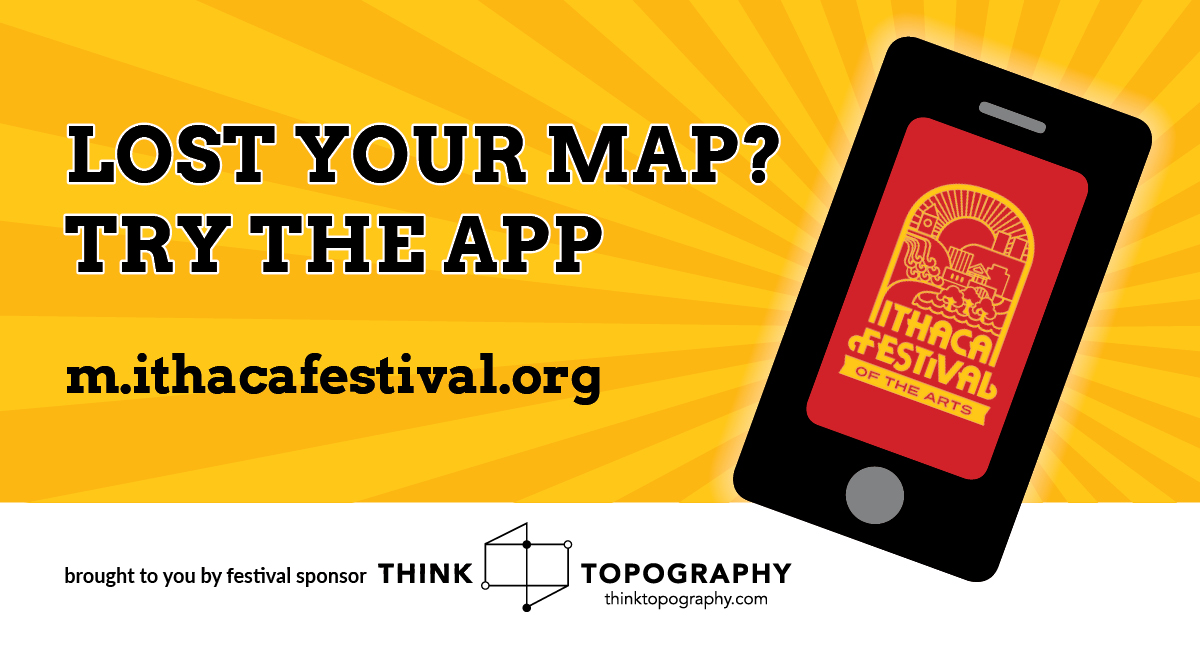 LOST YOUR MAP?
TRY THE APP
m.ithacafestival.org
ITHACA
FESTIVAL
OF THE ARTS
brought to you by festival sponsor THINK TOPOGRAPHY
thinktopography.com